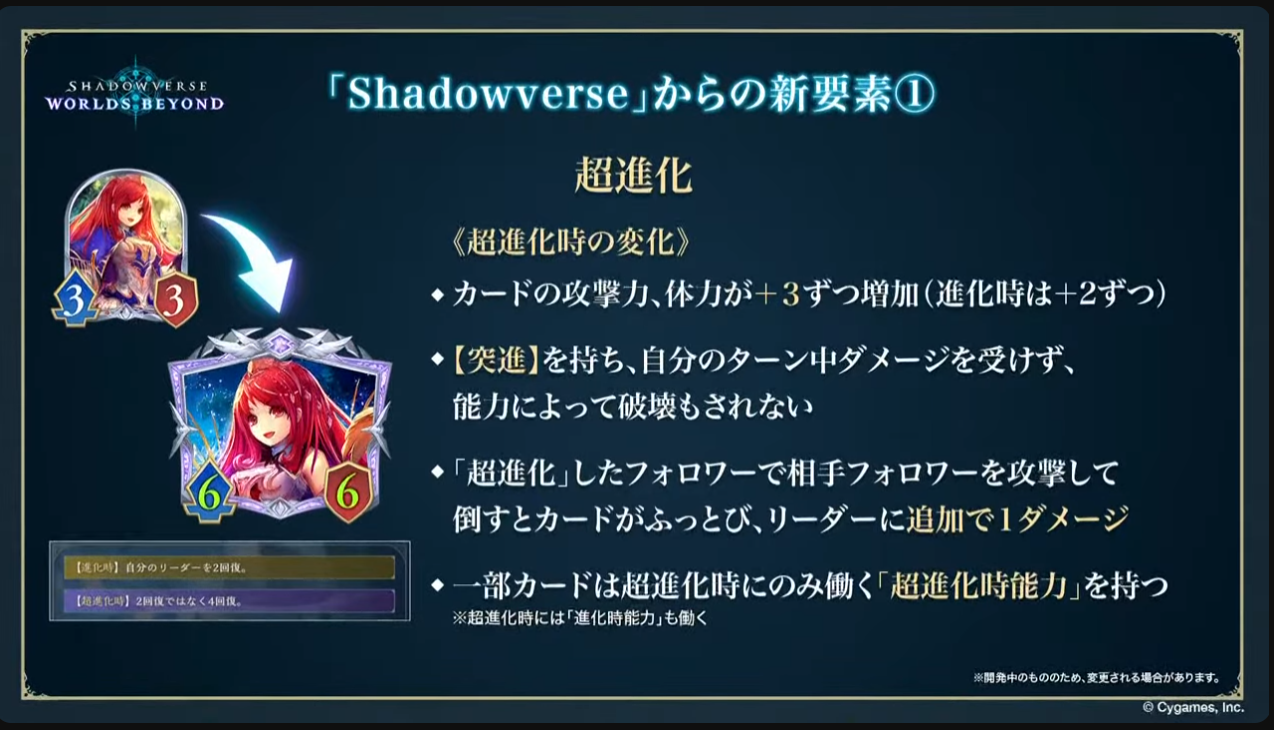 SHADOWVERSE
WORLDS BEYOND
「Shadowverse」からの新要素①
超進化
《超進化時の変化》
◆ カードの攻撃力、体力が+3ずつ増加(進化時は+2ずつ)
◆ 【突進】を持ち、自分のターン中ダメージを受けず、
能力によって破壊もされない
◆ 「超進化」したフォロワーで相手フォロワーを攻撃して
倒すとカードがふっとび、リーダーに追加で1ダメージ
◆ 一部カードは超進化時にのみ働く「超進化時能力」を持つ
※超進化時には「進化時能力」も働く
3
3
6
6
【進化時】自分のリーダーを2回復。
【超進化時】2回復ではなく4回復。
※開発中のもののため、変更される場合があります。
© Cygames, Inc.